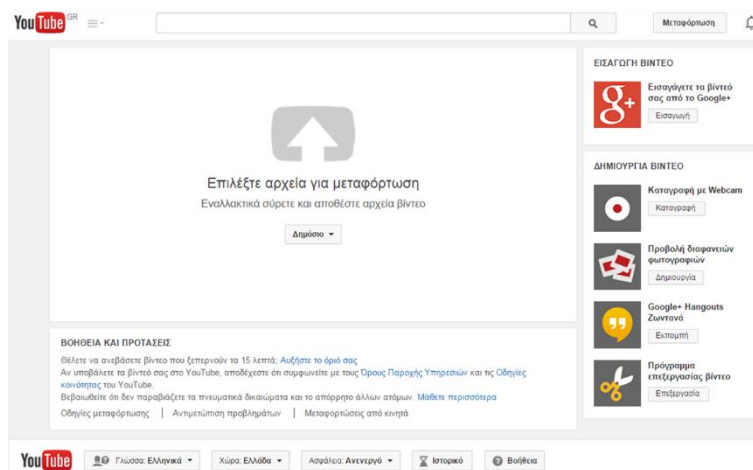 YouTube GR
Μεταφόρτωση
Επιλέξτε αρχεία για μεταφόρτωση
Εναλλακτικά σύρετε και αποθέστε αρχεία βίντεο
Δημόσιο
ΒΟΗΘΕΙΑ ΚΑΙ ΠΡΟΤΑΣΕΙΣ
Θέλετε να ανεβάσετε βίντεο που ξεπερνούν τα 15 λεπτά; Αυξήστε το όριό σας
Αν υποβάλετε τα βίντεό σας στο YouTube, αποδέχεστε ότι συμφωνείτε με τους Όρους Παροχής Υπηρεσιών και τις Οδηγίες
κοινότητας του YouTube.
Βεβαιωθείτε ότι δεν παραβιάζετε τα πνευματικά δικαιώματα και το απόρρητο άλλων ατόμων. Μάθετε περισσότερα
Οδηγίες μεταφόρτωσης | Αντιμετώπιση προβλημάτων | Μεταφορτώσεις από κινητά
ΕΙΣΑΓΩΓΗ ΒΙΝΤΕΟ
g+
Εισαγάγετε τα βίντεό
σας από το Google+
Εισαγωγή
ΔΗΜΙΟΥΡΓΙΑ ΒΙΝΤΕΟ
Καταγραφή με Webcam
Καταγραφή
Προβολή διαφανειών
φωτογραφιών
Δημιουργία
Google+ Hangouts
Ζωντανά
Εκπομπή
Πρόγραμμα
επεξεργασίας βίντεο
Επεξεργασία
YouTube
Γλώσσα: Ελληνικά
Χώρα: Ελλάδα
Ασφάλεια: Ανενεργό
Ιστορικό
Βοήθεια